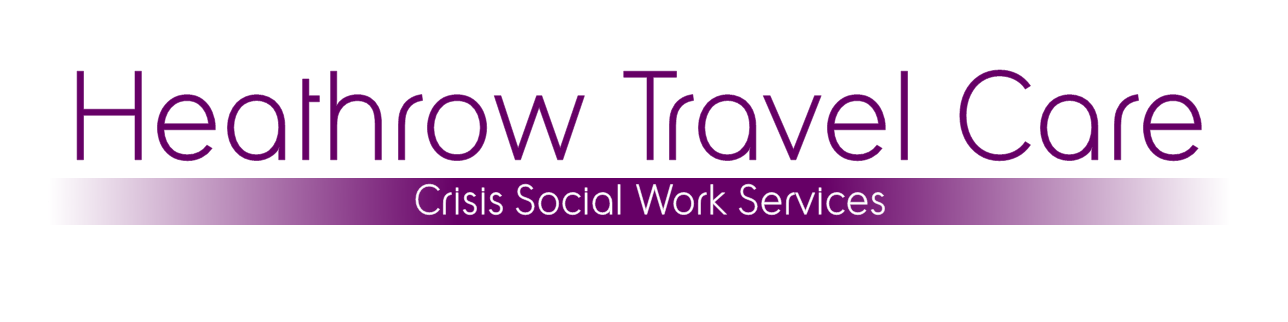 Heathrow Travel Care
Crisis Social Work Services